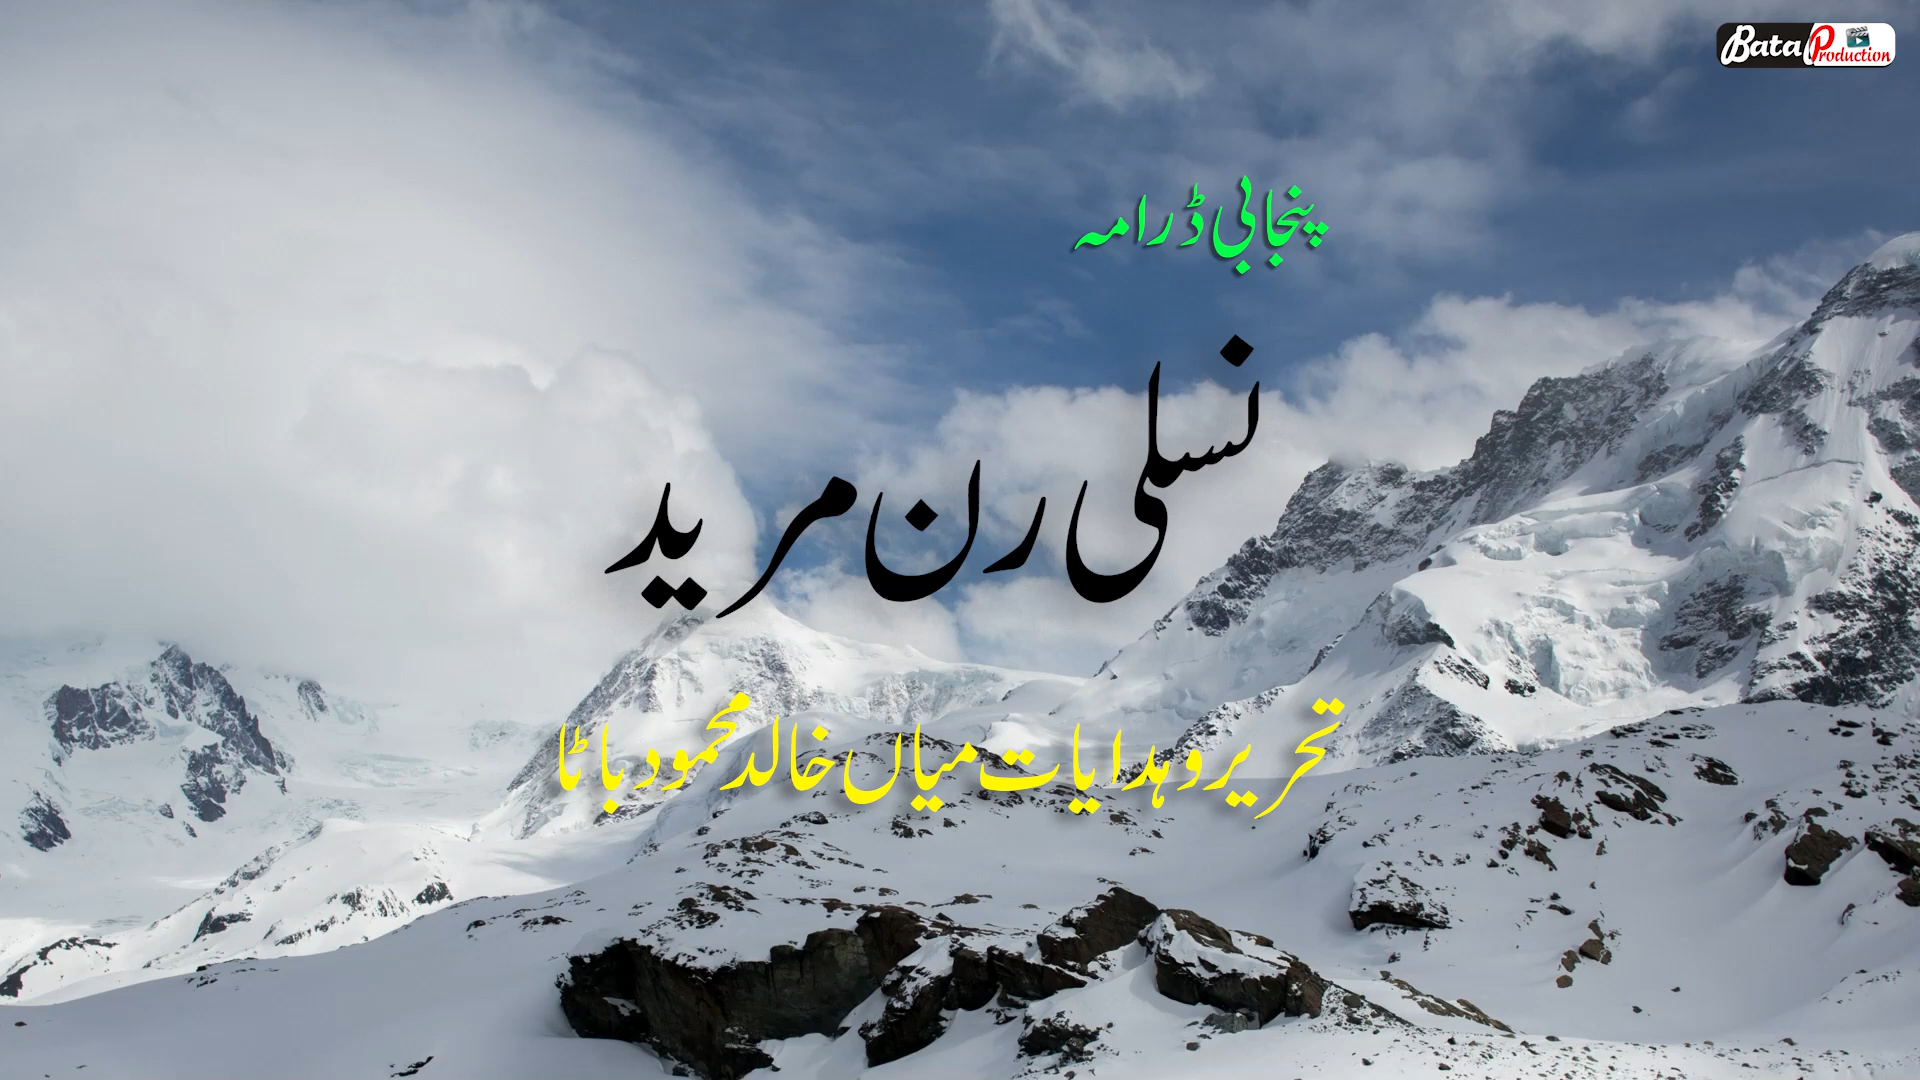 Bata Production
پنجابی ڈرامہ
نسلی رن مرید
تحریر و ہدایات میاں خالد محمود باٹا